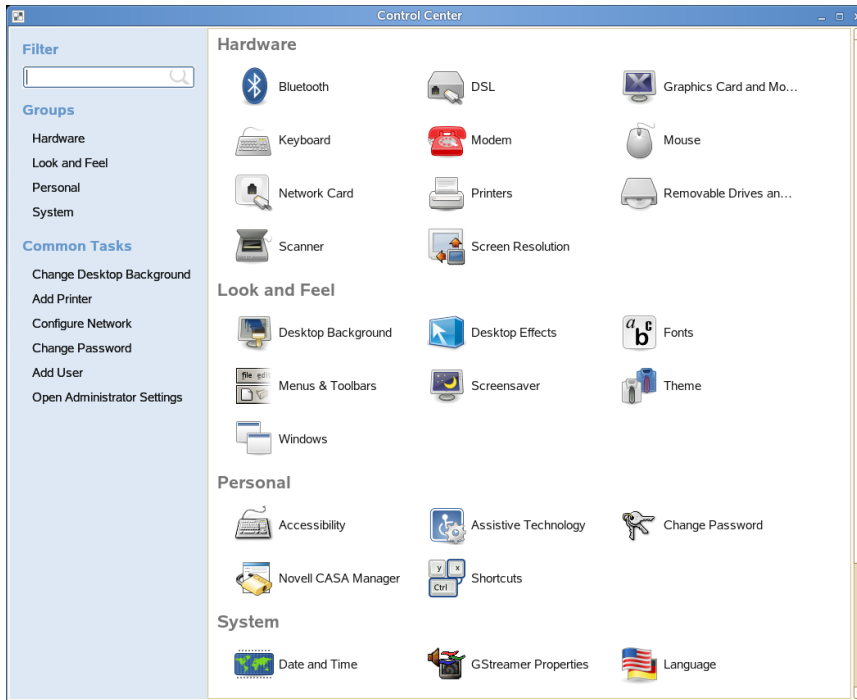 Control Center
Filter
Groups
Hardware
Look and Feel
Personal
System
Common Tasks
Change Desktop Background
Add Printer
Configure Network
Change Password
Add User
Open Administrator Settings
Hardware
Bluetooth
DSL
Graphics Card and Mo...
Keyboard
Modem
Mouse
Network Card
Printers
Removable Drives an...
Scanner
Screen Resolution
Look and Feel
Desktop Background
Desktop Effects
a
b c
Fonts
file edi
Menus & Toolbars
Screensaver
Theme
Windows
Personal
Accessibility
Assistive Technology
Change Password
Novell CASA Manager
y x
Ctrl
Shortcuts
System
Date and Time
GStreamer Properties
Language